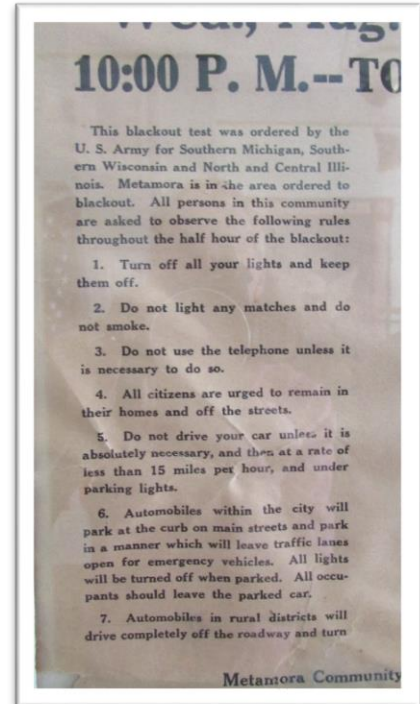 Wed., Aug.
10:00 P. M.--TO
This blackout test was ordered by the
U. S. Army for Southern Michigan, South-
ern Wisconsin and North and Central Illi-
nois. Metamora is in the area ordered to
blackout. All persons in this community
are asked to observe the following rules
throughout the half hour of the blackout:
1. Turn off all your lights and keep
them off.
2. Do not light any matches and do
not smoke.
3. Do not use the telephone unless it
is necessary to do so.
4. All citizens are urged to remain in
their homes and off the streets.
5. Do not drive your car unless it is
absolutely necessary, and then at a rate of
less than 15 miles per hour, and under
parking lights.
6. Automobiles within the city will
park at the curb on main streets and park
in a manner which will leave traffic lanes
open for emergency vehicles. All lights
will be turned off when parked. All occu-
pants should leave the parked car.
7. Automobiles in rural districts will
drive completely off the roadway and turn
Metamora Community